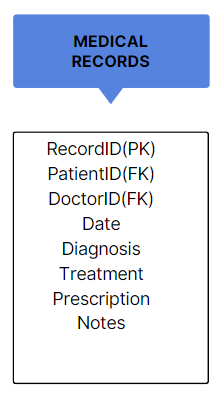 MEDICAL
RECORDS
RecordID(PK)
PatientID(FK)
DoctorID(FK)
Date
Diagnosis
Treatment
Prescription
Notes